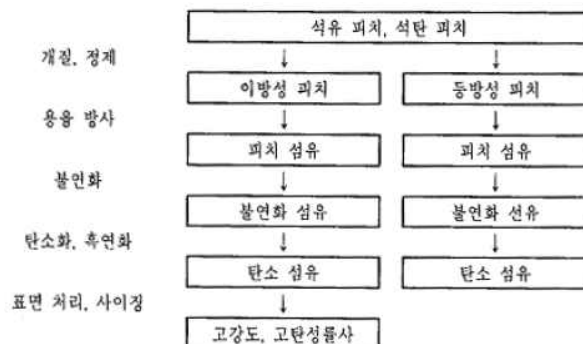 석유 피치, 석탄 피치
개질, 정제
이방성 피치 등방성 피치
용융 방사
피치 섬유 피치 섬유
불연화
불연화 섬유 불연화 선유
탄소화, 흑연화
탄소 섬유 탄소 섬유
표면 처리, 사이징
고강도, 고탄성률사